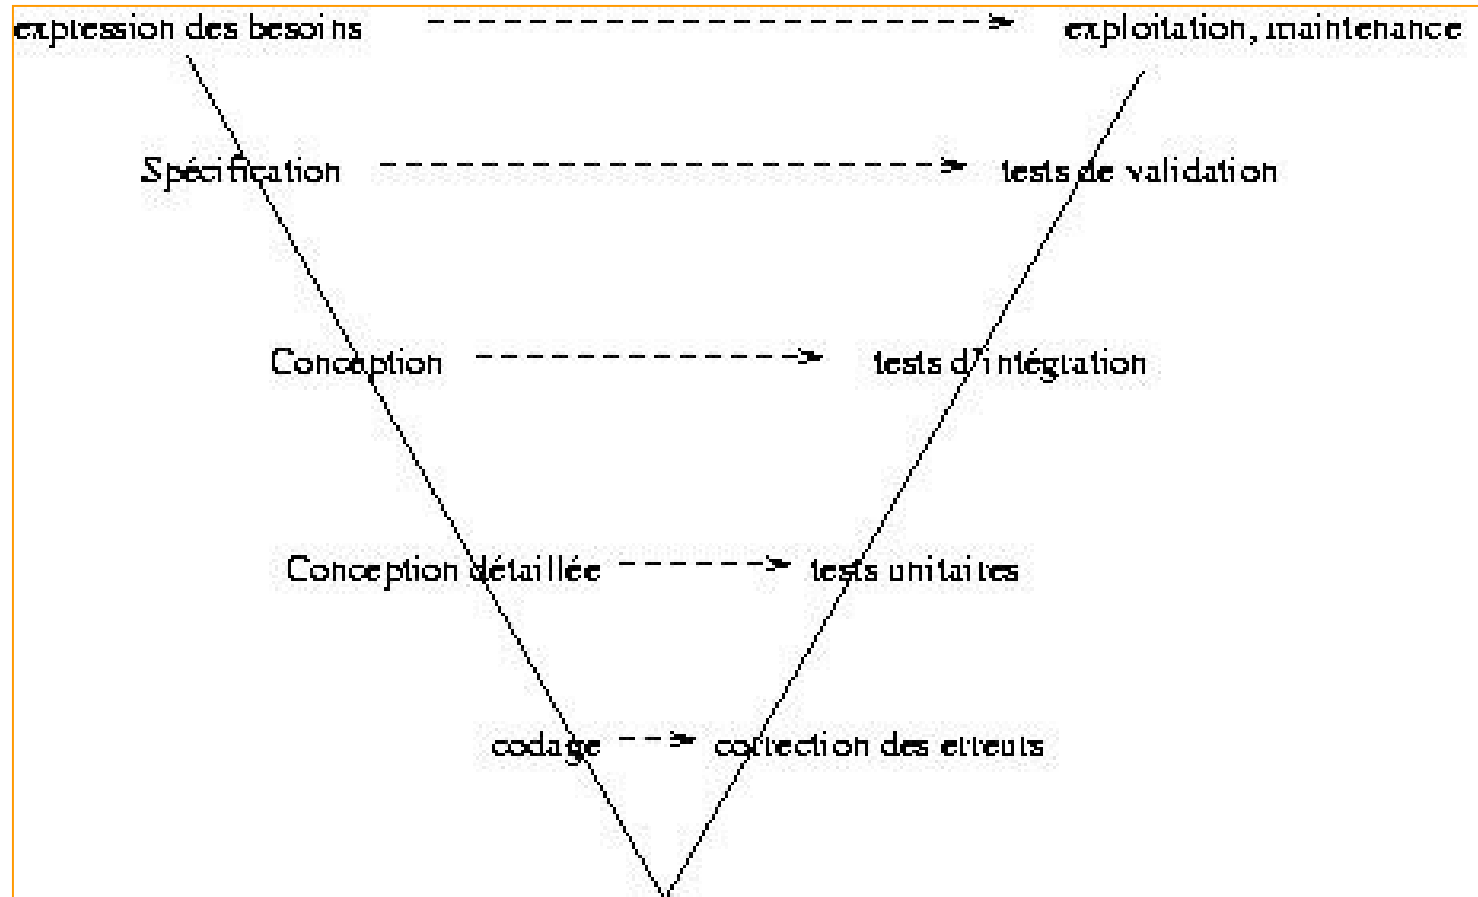 expression des besoins exploitation, maintenance
Spécification tests de validation
Conception tests d'intégration
Conception détaillée tests unitaires
codage correction des erreurs